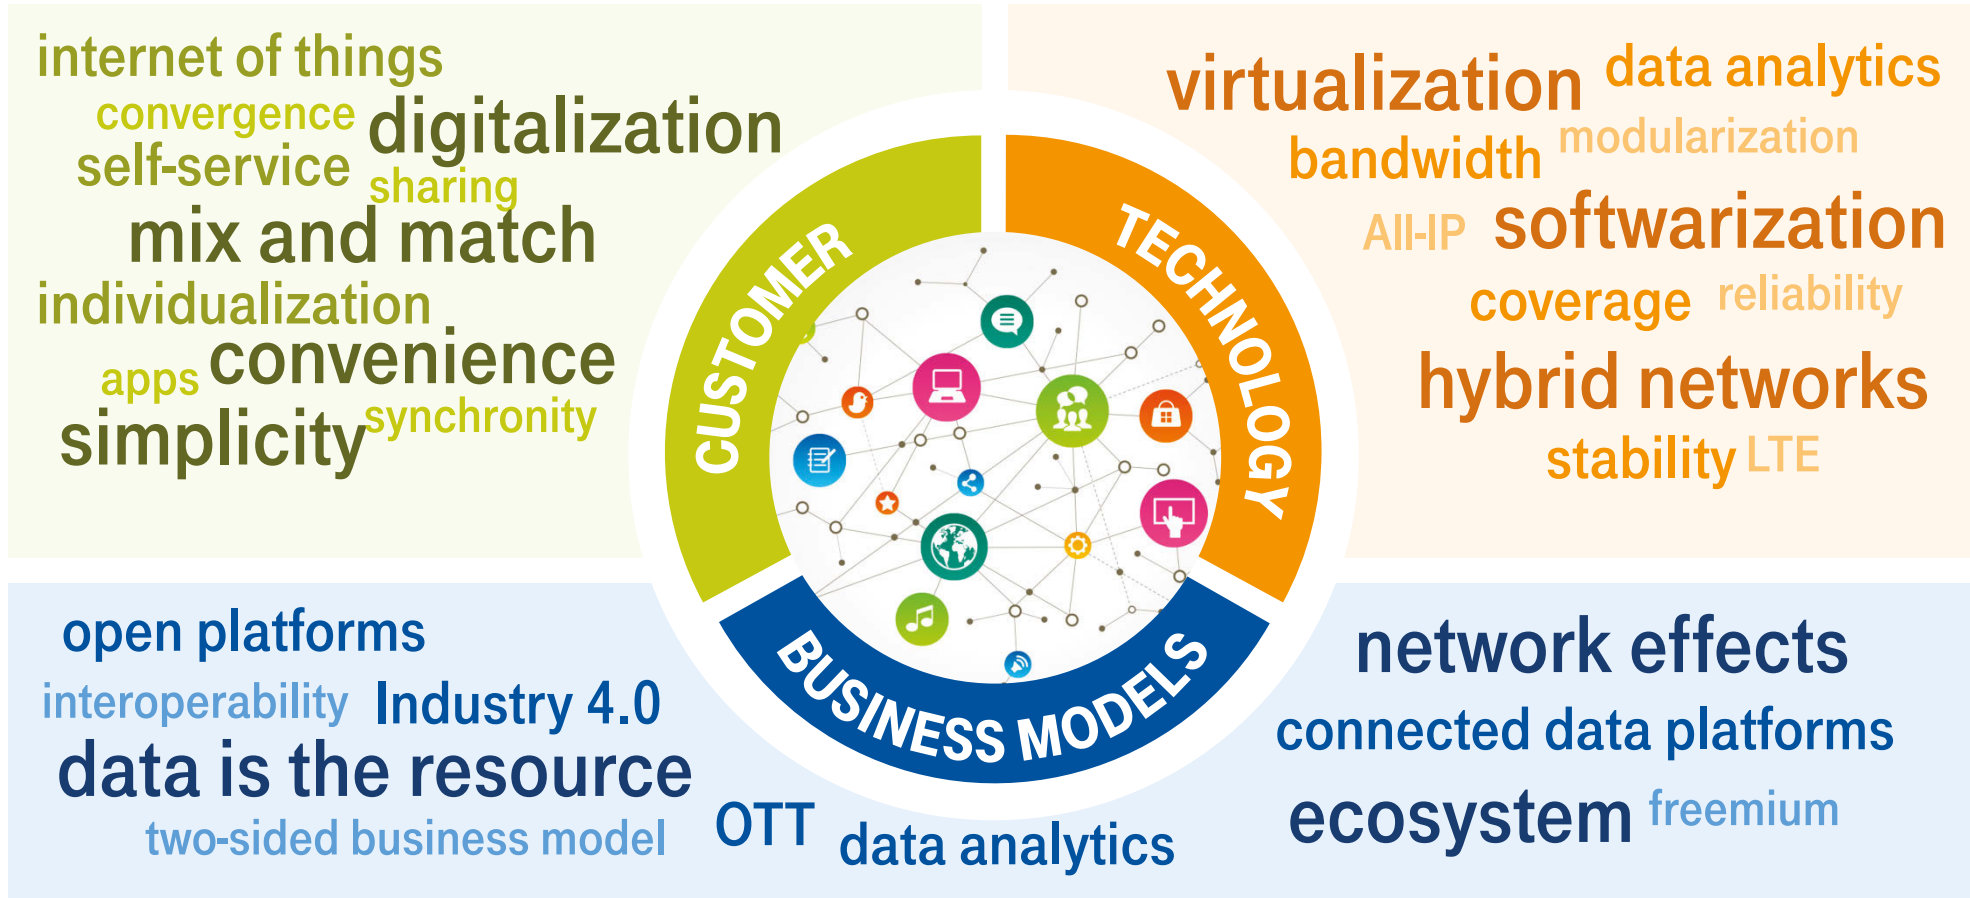 internet of things
convergence
digitalization
self-service
sharing
mix and match
individualization
convenience
apps
simplicity
synchronity
CUSTOMER
virtualization
data analytics
bandwidth
modularization
All-IP
softwarization
coverage
reliability
hybrid networks
stability
LTE
TECHNOLOGY
open platforms
interoperability
Industry 4.0
data is the resource
two-sided business model
OTT
data analytics
BUSINESS MODELS
network effects
connected data platforms
ecosystem
freemium